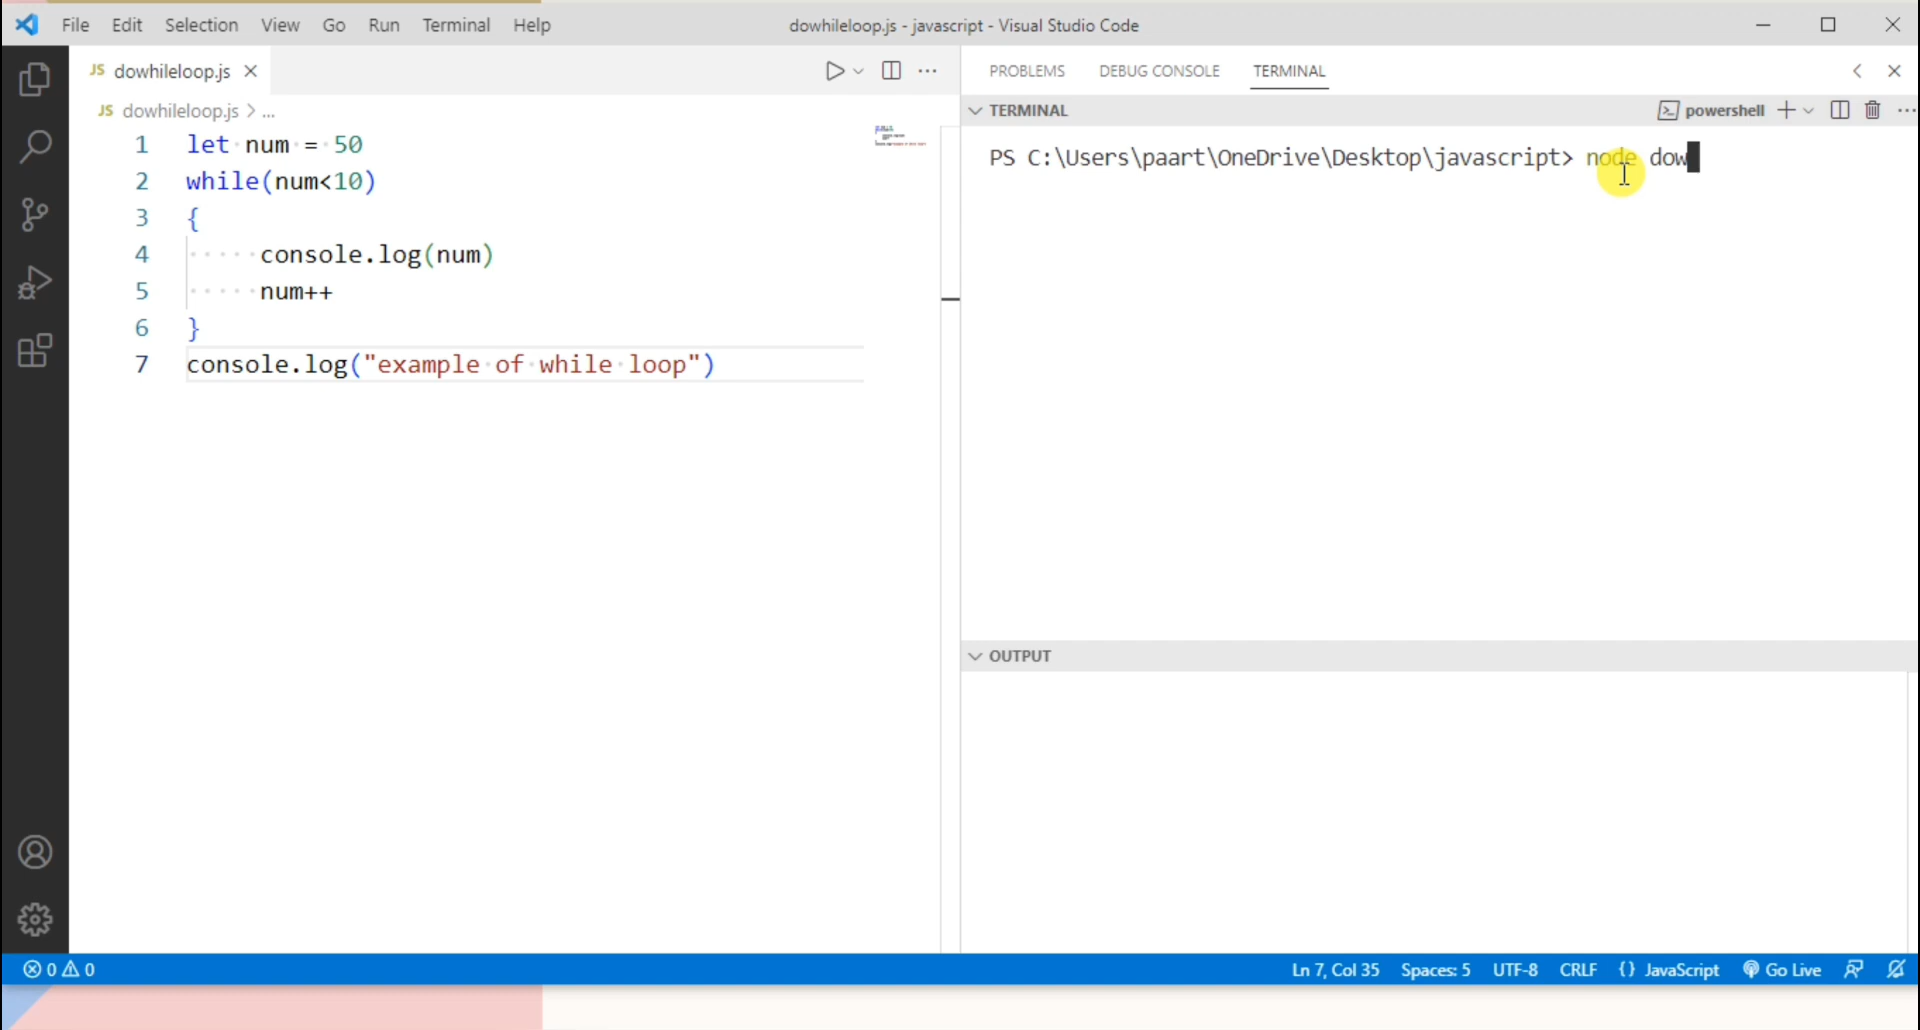 File Edit Selection View Go Run Terminal Help dowhileloop.js - javascript - Visual Studio Code
JS dowhileloop.js
JS dowhileloop.js > ...
1 let num = 50
2 while(num<10)
3 {
4 console.log(num)
5 num++
6 }
7 console.log("example of while loop")
PROBLEMS DEBUG CONSOLE TERMINAL
TERMINAL powershell
PS C:\Users\paart\OneDrive\Desktop\javascript> node dow
OUTPUT
0 0 Ln 7, Col 35 Spaces: 5 UTF-8 CRLF {} JavaScript Go Live